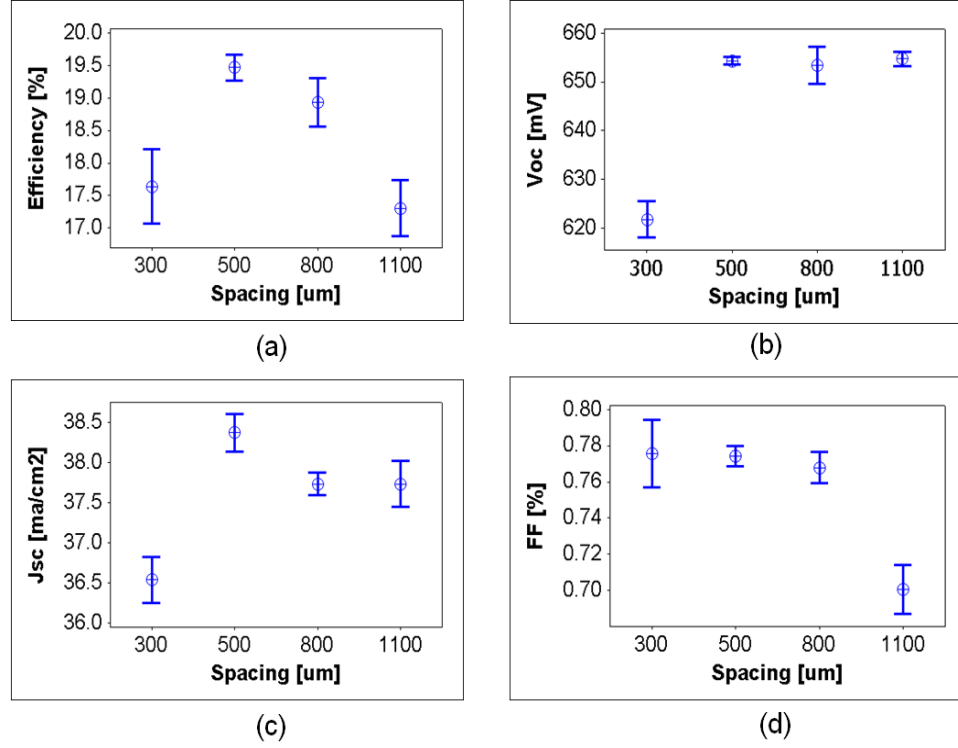 Efficiency [%]
20.0
19.5
19.0
18.5
18.0
17.5
17.0
300 500 800 1100
Spacing [um]
(a)
Voc [mV]
660
650
640
630
620
300 500 800 1100
Spacing [um]
(b)
Jsc [ma/cm2]
38.5
38.0
37.5
37.0
36.5
36.0
300 500 800 1100
Spacing [um]
(c)
FF [%]
0.80
0.78
0.76
0.74
0.72
0.70
300 500 800 1100
Spacing [um]
(d)